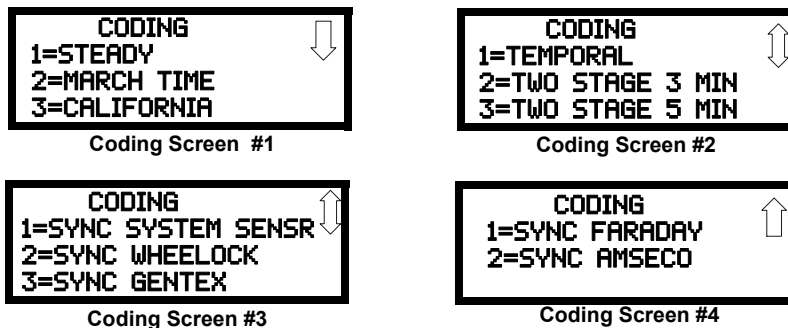 CODING
1=STEADY
2=MARCH TIME
3=CALIFORNIA
Coding Screen #1
CODING
1=TEMPORAL
2=TWO STAGE 3 MIN
3=TWO STAGE 5 MIN
Coding Screen #2
CODING
1=SYNC SYSTEM SENSR
2=SYNC WHEELOCK
3=SYNC GENTEX
Coding Screen #3
CODING
1=SYNC FARADAY
2=SYNC AMSECO
Coding Screen #4